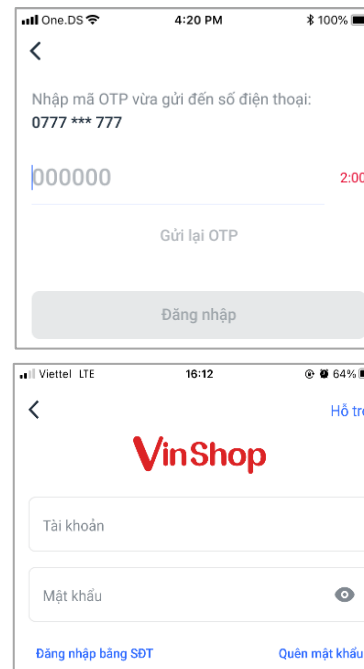 One.DS 4:20 PM 100%
Nhập mã OTP vừa gửi đến số điện thoại:
0777 *** 777
000000 2:00
Gửi lại OTP
Đăng nhập
Viettel LTE 16:12 64%
Hỗ trợ
VinShop
Tài khoản
Mật khẩu
Đăng nhập bằng SĐT Quên mật khẩu